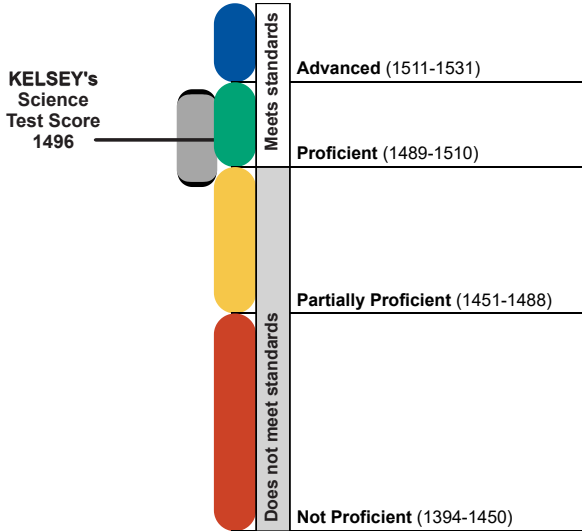 KELSEY's
Science
Test Score
1496
Meets standards
Advanced (1511-1531)
Proficient (1489-1510)
Does not meet standards
Partially Proficient (1451-1488)
Not Proficient (1394-1450)